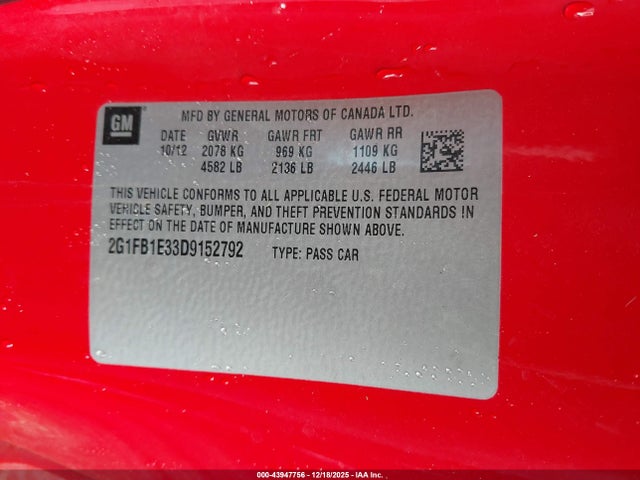 GM
MFD BY GENERAL MOTORS OF CANADA LTD.
DATE GVWR GAWR FRT GAWR RR
10/12 2078 KG 969 KG 1109 KG
4582 LB 2136 LB 2446 LB
THIS VEHICLE CONFORMS TO ALL APPLICABLE U.S. FEDERAL MOTOR
VEHICLE SAFETY, BUMPER, AND THEFT PREVENTION STANDARDS IN
EFFECT ON THE DATE OF MANUFACTURE SHOWN ABOVE.
2G1FB1E33D9152792 TYPE: PASS CAR
000-43947756 - 12/18/2025 - IAA Inc.